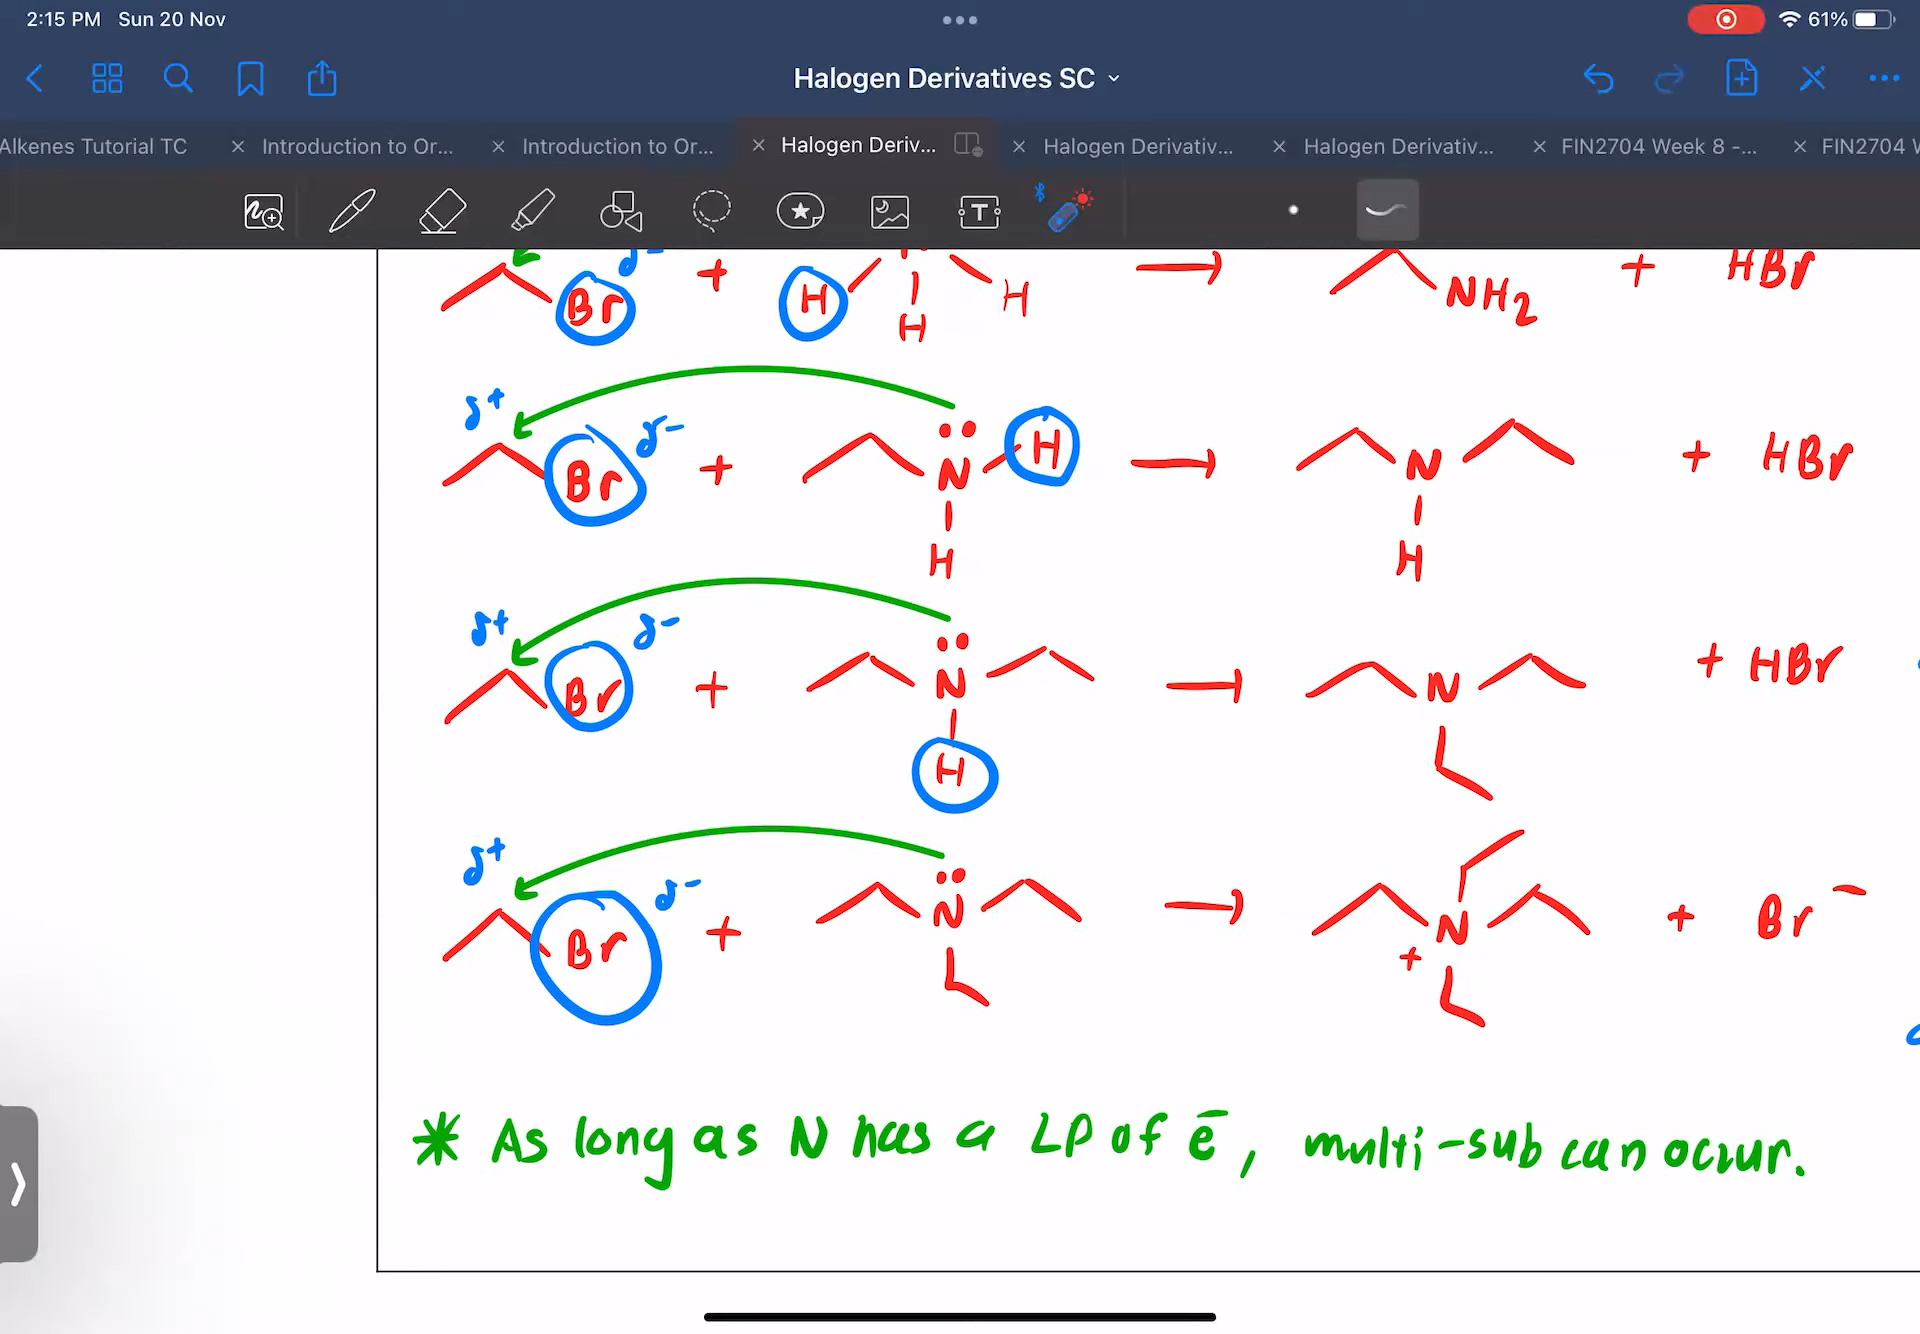 2:15 PM Sun 20 Nov
61%
Halogen Derivatives SC
Alkenes Tutorial TC
Introduction to Or...
Introduction to Or...
Halogen Deriv...
Halogen Derivativ...
Halogen Derivativ...
FIN2704 Week 8 -...
FIN2704 W
T
δ-
Br + H H H → NH2 + HBr
δ+ δ-
Br + N H → N + HBr
H H
δ+ δ-
Br + N → N + HBr
H
δ+ δ-
Br + N → N + Br-
+
* As long as N has a LP of ē, multi-sub can occur.